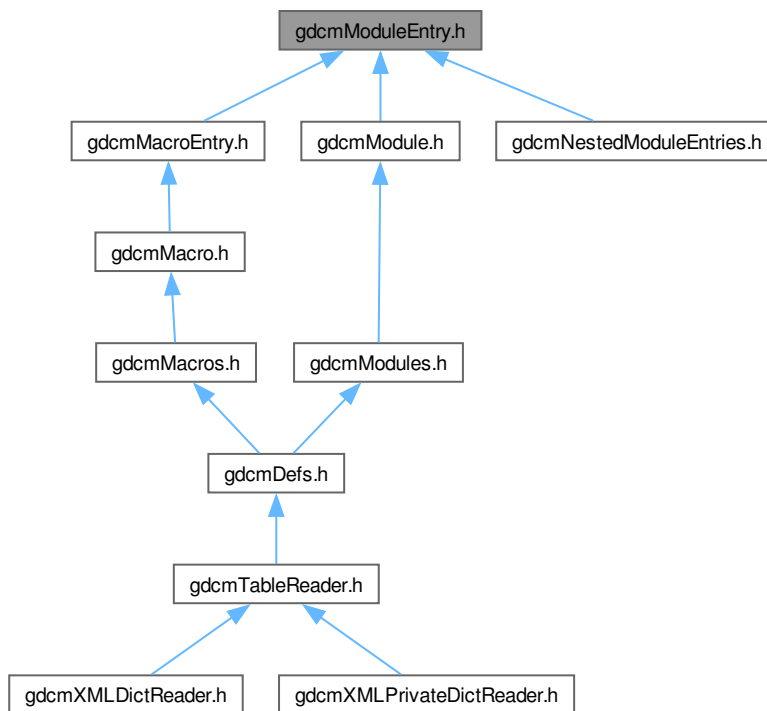 gdcmModuleEntry.h
gdcmMacroEntry.h
gdcmModule.h
gdcmNestedModuleEntries.h
gdcmMacro.h
gdcmMacros.h
gdcmModules.h
gdcmDefs.h
gdcmTableReader.h
gdcmXMLDictReader.h
gdcmXMLPrivateDictReader.h